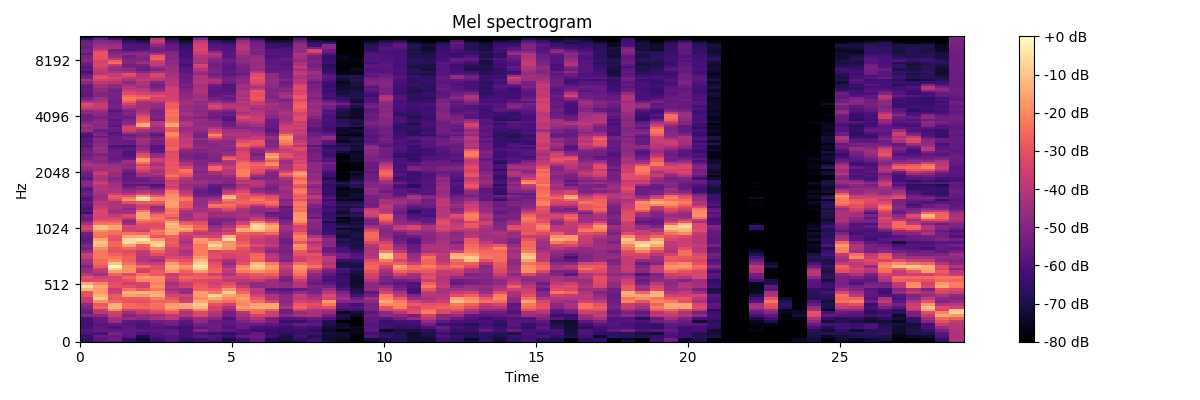 Mel spectrogram
8192
4096
2048
1024
512
0
Hz
0 5 10 15 20 25
Time
+0 dB
-10 dB
-20 dB
-30 dB
-40 dB
-50 dB
-60 dB
-70 dB
-80 dB